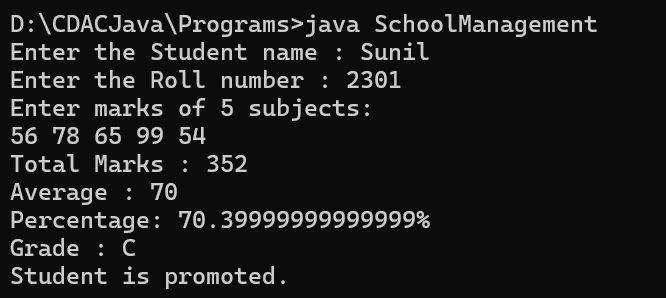 D:\CDACJava\Programs>java SchoolManagement
Enter the Student name : Sunil
Enter the Roll number : 2301
Enter marks of 5 subjects:
56 78 65 99 54
Total Marks : 352
Average : 70
Percentage: 70.39999999999999%
Grade : C
Student is promoted.